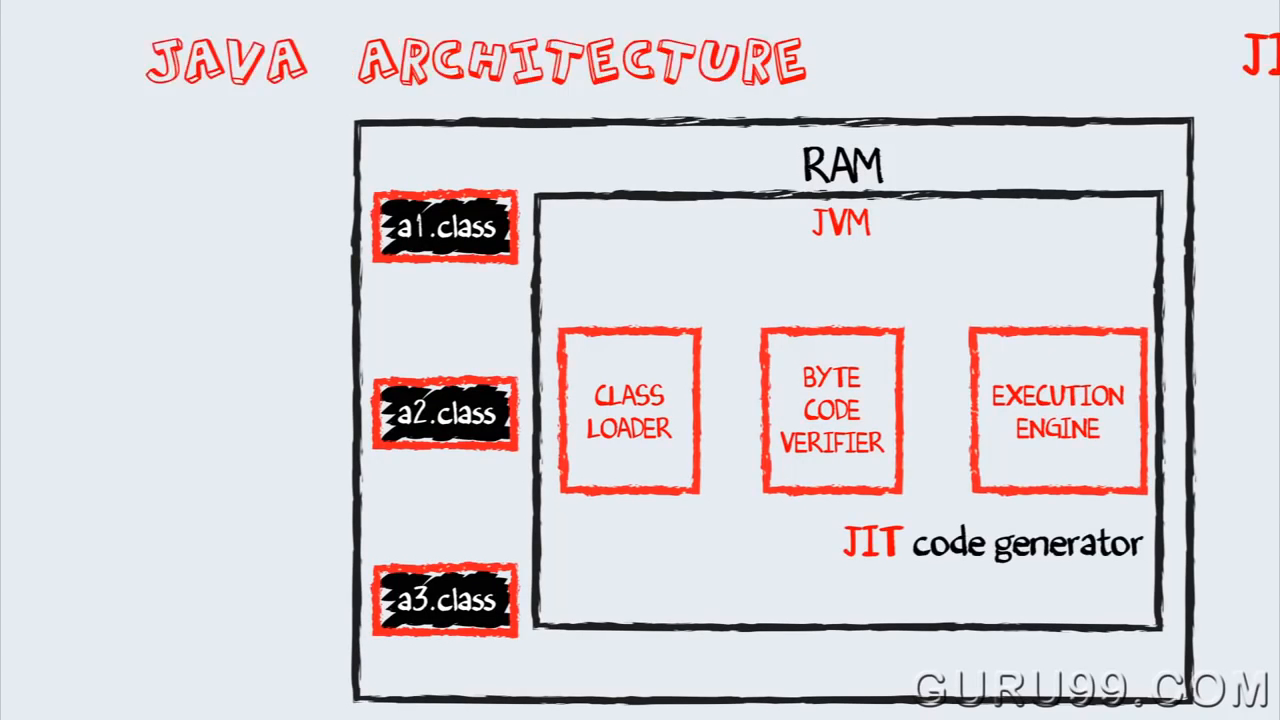 JAVA ARCHITECTURE
RAM
JVM
a1.class
a2.class
a3.class
CLASS
LOADER
BYTE
CODE
VERIFIER
EXECUTION
ENGINE
JIT code generator
GURU99.COM